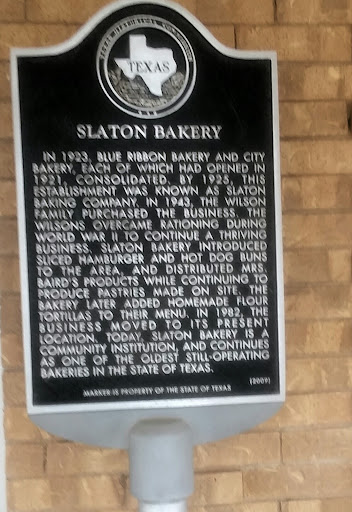 TEXAS HISTORICAL COMMISSION
TEXAS
SLATON BAKERY
IN 1923, BLUE RIBBON BAKERY AND CITY
BAKERY, EACH OF WHICH HAD OPENED IN
1921, CONSOLIDATED. BY 1926, THIS
ESTABLISHMENT WAS KNOWN AS SLATON
BAKING COMPANY. IN 1943, THE WILSON
FAMILY PURCHASED THE BUSINESS. THE
WILSONS OVERCAME RATIONING DURING
WORLD WAR II TO CONTINUE A THRIVING
BUSINESS. SLATON BAKERY INTRODUCED
SLICED HAMBURGER AND HOT DOG BUNS
TO THE AREA, AND DISTRIBUTED MRS.
BAIRD'S PRODUCTS WHILE CONTINUING TO
PRODUCE PASTRIES MADE ON SITE. THE
BAKERY LATER ADDED HOMEMADE FLOUR
TORTILLAS TO THEIR MENU. IN 1982, THE
BUSINESS MOVED TO ITS PRESENT
LOCATION. TODAY, SLATON BAKERY IS A
COMMUNITY INSTITUTION, AND CONTINUES
AS ONE OF THE OLDEST STILL-OPERATING
BAKERIES IN THE STATE OF TEXAS.
(2009)
MARKER IS PROPERTY OF THE STATE OF TEXAS